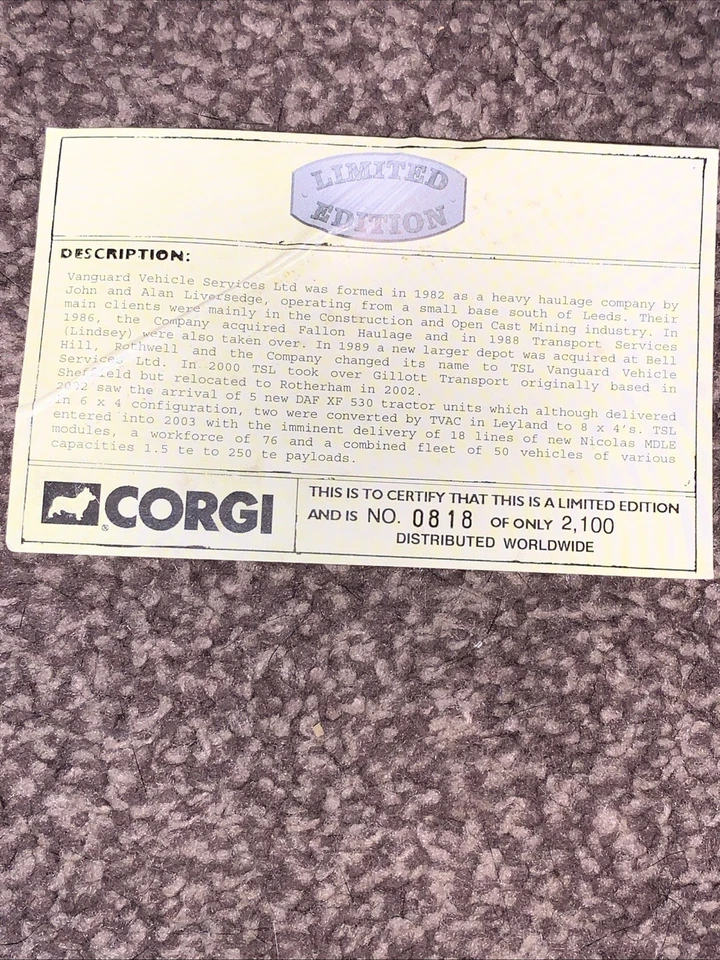 LIMITED
EDITION
DESCRIPTION:
Vanguard Vehicle Services Ltd was formed in 1982 as a heavy haulage company by
John and Alan Liversedge, operating from a small base south of Leeds. Their
main clients were mainly in the Construction and Open Cast Mining industry. In
1986, the Company acquired Fallon Haulage and in 1988 Transport Services
(Lindsey) were also taken over. In 1989 a new larger depot was acquired at Bell
Hill, Rothwell and the Company changed its name to TSL Vanguard Vehicle
Services Ltd. In 2000 TSL took over Gillott Transport originally based in
Sheffield but relocated to Rotherham in 2002.
2002 saw the arrival of 5 new DAF XF 530 tractor units which although delivered
in 6 x 4 configuration, two were converted by TVAC in Leyland to 8 x 4's. TSL
entered into 2003 with the imminent delivery of 18 lines of new Nicolas MDLE
modules, a workforce of 76 and a combined fleet of 50 vehicles of various
capacities 1.5 te to 250 te payloads.
CORGI
®
THIS IS TO CERTIFY THAT THIS IS A LIMITED EDITION
AND IS NO. 0818 OF ONLY 2,100
DISTRIBUTED WORLDWIDE